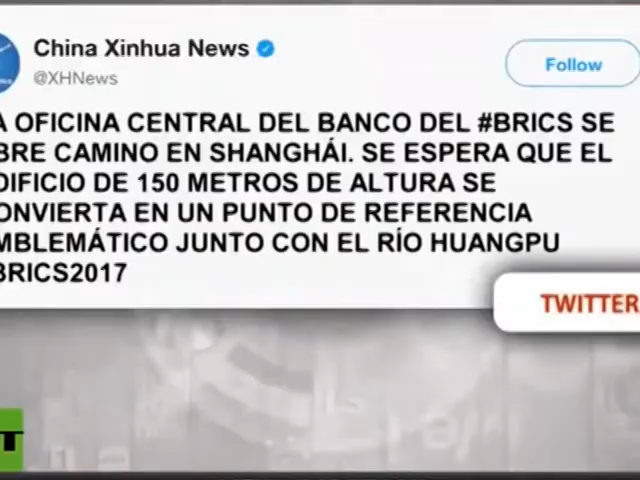 China Xinhua News
@XHNews
Follow
A OFICINA CENTRAL DEL BANCO DEL #BRICS SE
BRE CAMINO EN SHANGHÁI. SE ESPERA QUE EL
DIFICIO DE 150 METROS DE ALTURA SE
ONVIERTA EN UN PUNTO DE REFERENCIA
MBLEMÁTICO JUNTO CON EL RÍO HUANGPU
BRICS2017
TWITTER
T